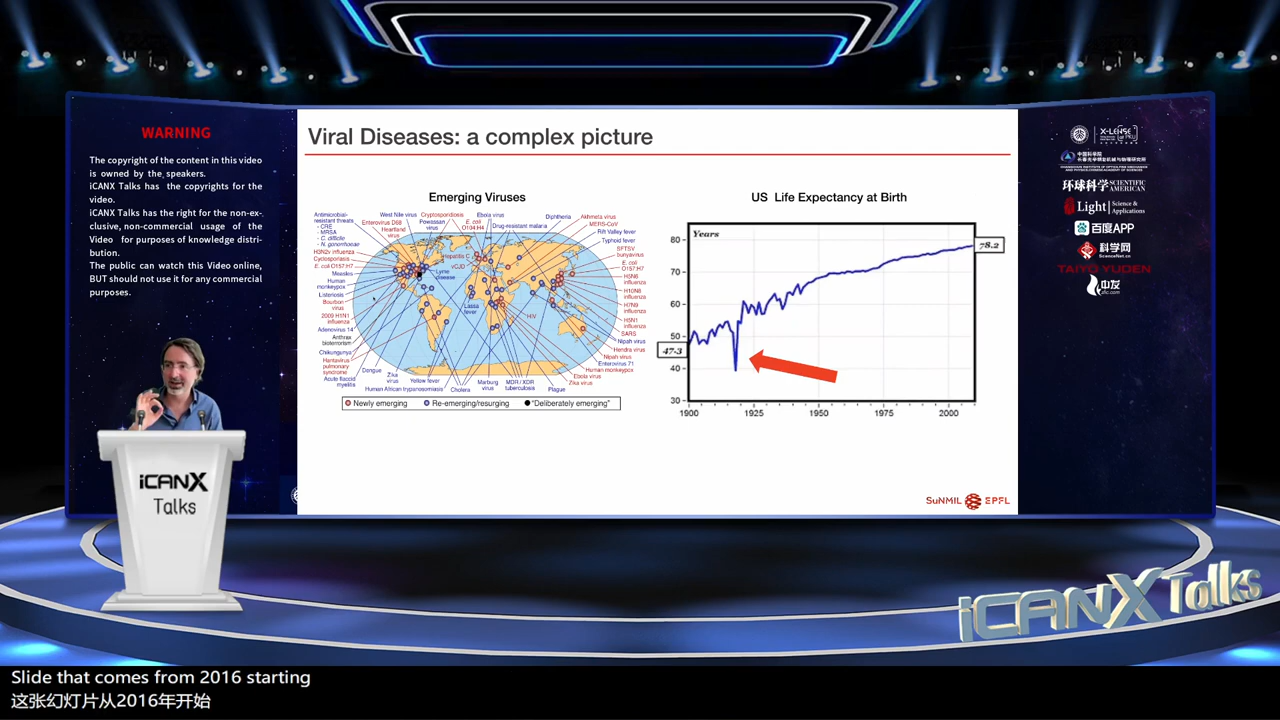 WARNING
The copyright of the content in this video
is owned by the speakers.
iCANX Talks has the copyrights for the
video.
iCANX Talks has the right for the non-ex-
clusive, non-commercial usage of the
Video for purposes of knowledge distri-
bution.
The public can watch this Video online,
BUT should not use it for any commercial
purposes.
Viral Diseases: a complex picture
Emerging Viruses
Antimicrobial-
resistant threats
- CRE
- MRSA
- C. difficile
- N. gonorrhoeae
H3N2v influenza
Cyclosporiasis
E. coli O157:H7
Measles
Human
monkeypox
Listeriosis
Bourbon
virus
2009 H1N1
influenza
Adenovirus 14
Anthrax
bioterrorism
Chikungunya
Hantavirus
pulmonary
syndrome
Acute flaccid
myelitis
West Nile virus
Enterovirus D68
Heartland
virus
Cryptosporidiosis
Powassan
virus
E. coli
O104:H4
Ebola virus
Drug-resistant malaria
Diphtheria
Akhmeta virus
MERS-CoV
Rift Valley fever
Typhoid fever
SFTSV
bunyavirus
E. coli
O157:H7
H5N6
influenza
H10N8
influenza
H7N9
influenza
H5N1
influenza
SARS
Nipah virus
Hendra virus
Nipah virus
Enterovirus 71
Human monkeypox
Ebola virus
Zika virus
Hepatitis C
vCJD
Lyme
disease
Lassa
fever
HIV
Dengue
Zika
virus
Yellow fever
Human African trypanosomiasis
Cholera
Marburg
virus
MDR/XDR
tuberculosis
Plague
Newly emerging
Re-emerging/resurging
"Deliberately emerging"
US Life Expectancy at Birth
Years
80
70
60
50
40
30
47.3
78.2
1900
1925
1950
1975
2000
SuNMIL
EPFL
X-LENSE
环球科学 SCIENTIFIC AMERICAN
Light Science & Applications
百度APP
科学网
ScienceNet.cn
TAIYO YUDEN
中友
iCANX
Talks
iCANX Talks
Slide that comes from 2016 starting
这张幻灯片从2016年开始